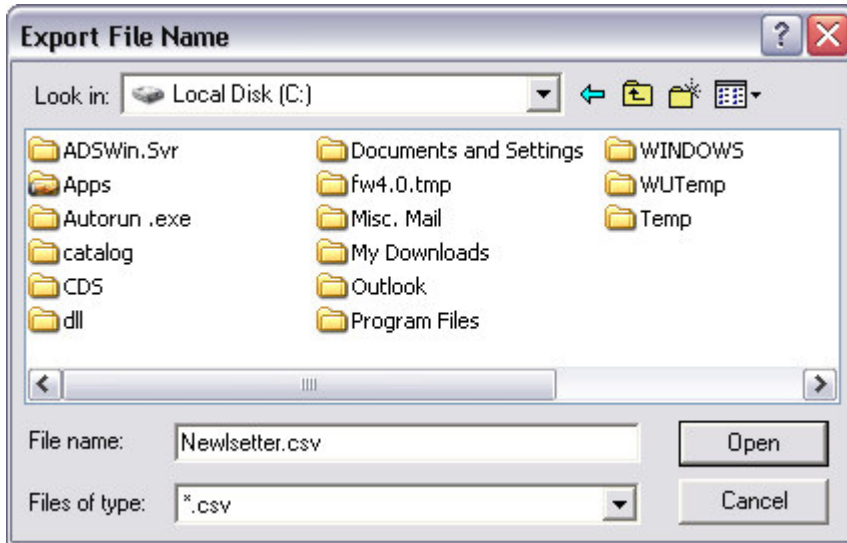 Export File Name
Look in: Local Disk (C:)
ADSWin.Svr Documents and Settings WINDOWS
Apps fw4.0.tmp WUTemp
Autorun .exe Misc. Mail Temp
catalog My Downloads
CDS Outlook
dll Program Files
File name: Newlsetter.csv Open
Files of type: *.csv Cancel